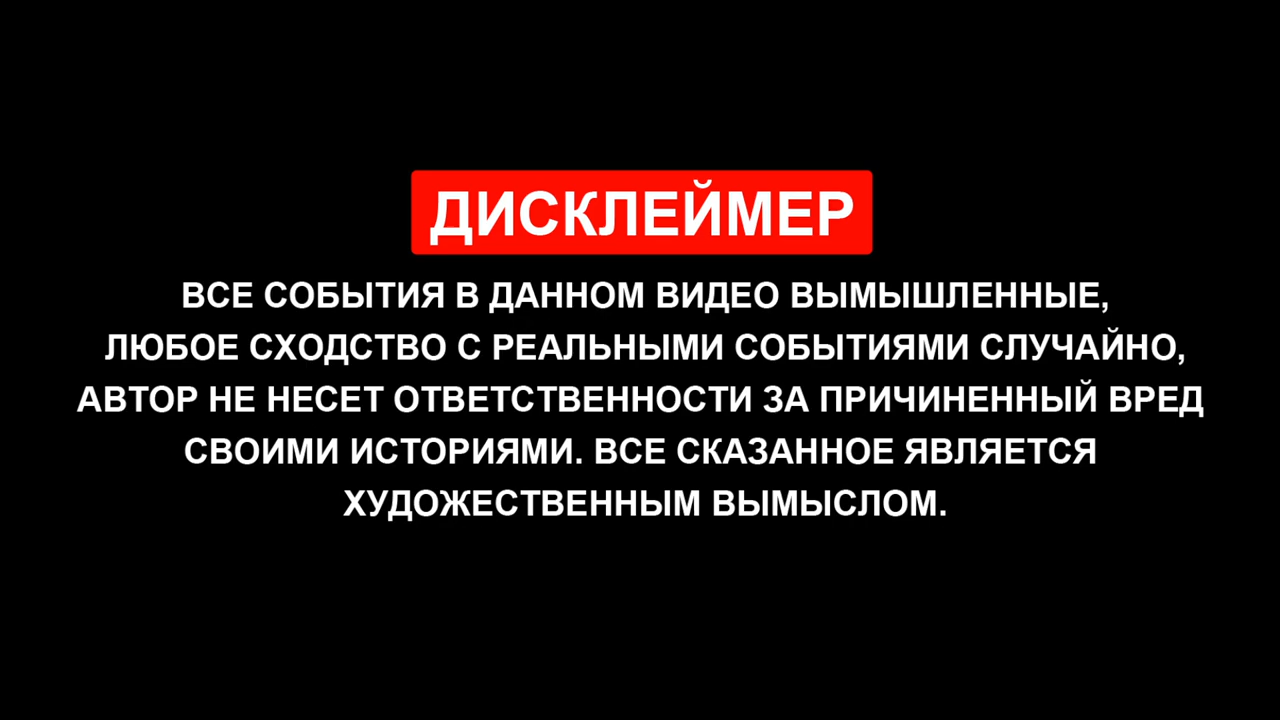 ДИСКЛЕЙМЕР
ВСЕ СОБЫТИЯ В ДАННОМ ВИДЕО ВЫМЫШЛЕННЫЕ,
ЛЮБОЕ СХОДСТВО С РЕАЛЬНЫМИ СОБЫТИЯМИ СЛУЧАЙНО,
АВТОР НЕ НЕСЕТ ОТВЕТСТВЕННОСТИ ЗА ПРИЧИНЕННЫЙ ВРЕД
СВОИМИ ИСТОРИЯМИ. ВСЕ СКАЗАННОЕ ЯВЛЯЕТСЯ
ХУДОЖЕСТВЕННЫМ ВЫМЫСЛОМ.